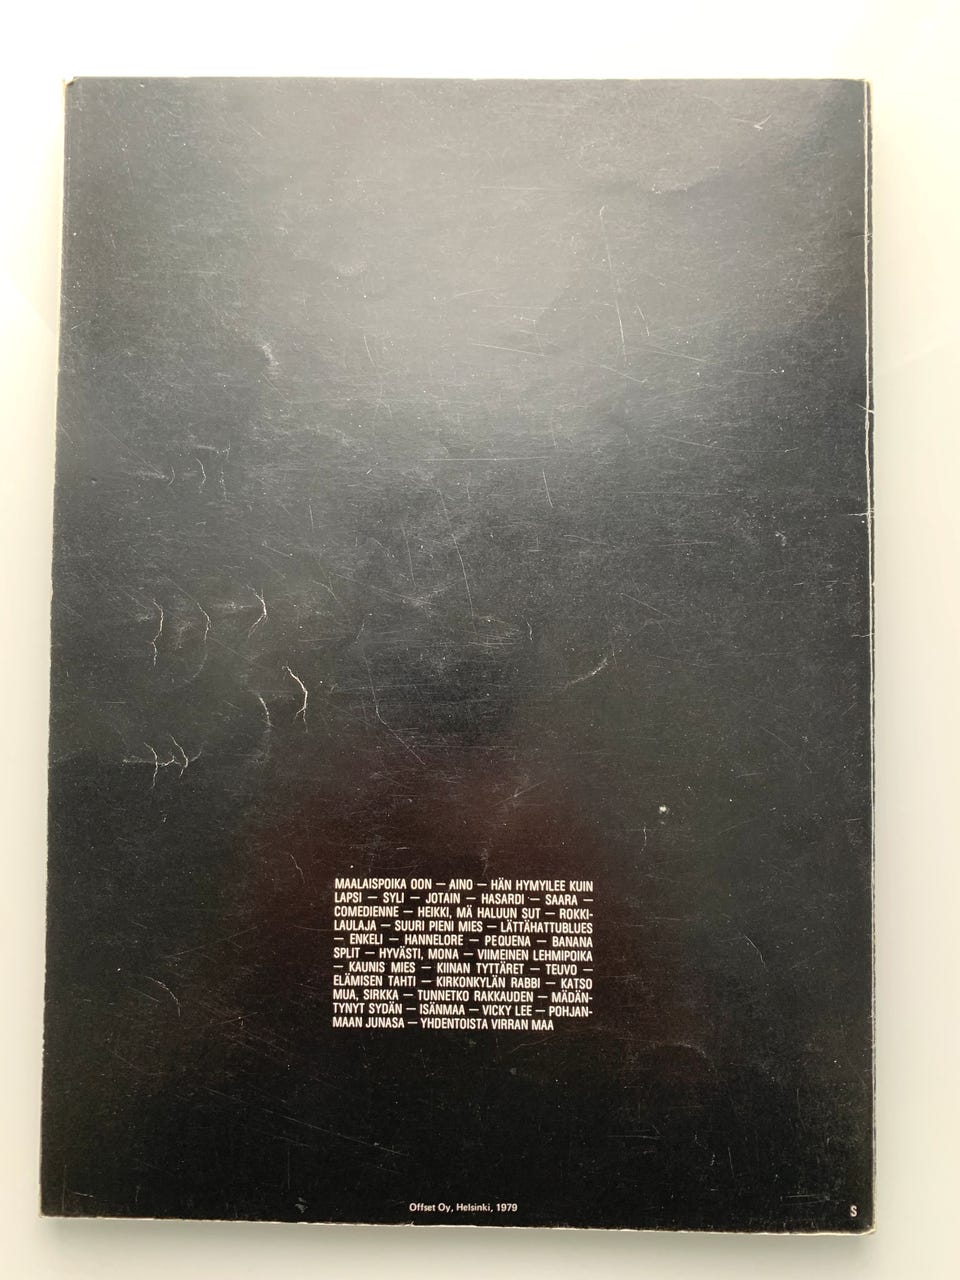 MAALAISPOIKA OON — AINO — HÄN HYMYILEE KUIN
LAPSI — SYLI — JOTAIN — HASARDI — SAARA —
COMEDIENNE — HEIKKI, MÄ HALUUN SUT — ROKKI-
LAULAJA — SUURI PIENI MIES — LÄTTÄHATTUBLUES
— ENKELI — HANNELORE — PEQUENA — BANANA
SPLIT — HYVÄSTI, MONA — VIIMEINEN LEHMIPOIKA
— KAUNIS MIES — KIINAN TYTTÄRET — TEUVO —
ELÄMISEN TAHTI — KIRKONKYLÄN RABBI — KATSO
MUA, SIRKKA — TUNNETKO RAKKAUDEN — MÄDÄN-
TYNYT SYDÄN — ISÄNMAA — VICKY LEE — POHJAN-
MAAN JUNASA — YHDENTOISTA VIRRAN MAA
Offset Oy, Helsinki, 1979
S